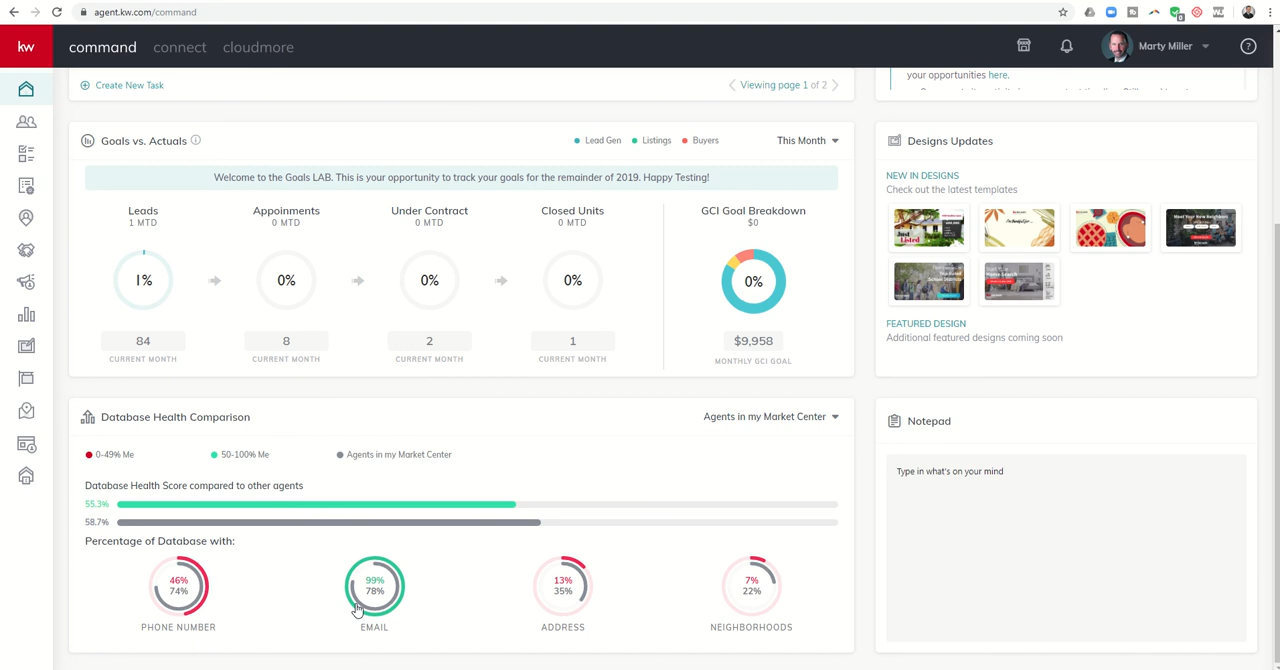 agent.kw.com/command
kw
command connect cloudmore
Marty Miller
Create New Task
Viewing page 1 of 2
your opportunities here.
Goals vs. Actuals
Lead Gen Listings Buyers
This Month
Welcome to the Goals LAB. This is your opportunity to track your goals for the remainder of 2019. Happy Testing!
Leads Appoinments Under Contract Closed Units GCI Goal Breakdown
1 MTD 0 MTD 0 MTD 0 MTD $0
1% 0% 0% 0% 0%
84 8 2 1 $9,958
CURRENT MONTH CURRENT MONTH CURRENT MONTH CURRENT MONTH MONTHLY GCI GOAL
Designs Updates
NEW IN DESIGNS
Check out the latest templates
FEATURED DESIGN
Additional featured designs coming soon
Database Health Comparison
Agents in my Market Center
0-49% Me 50-100% Me Agents in my Market Center
Database Health Score compared to other agents
55.3%
58.7%
Percentage of Database with:
46% 99% 13% 7%
74% 78% 35% 22%
PHONE NUMBER EMAIL ADDRESS NEIGHBORHOODS
Notepad
Type in what's on your mind